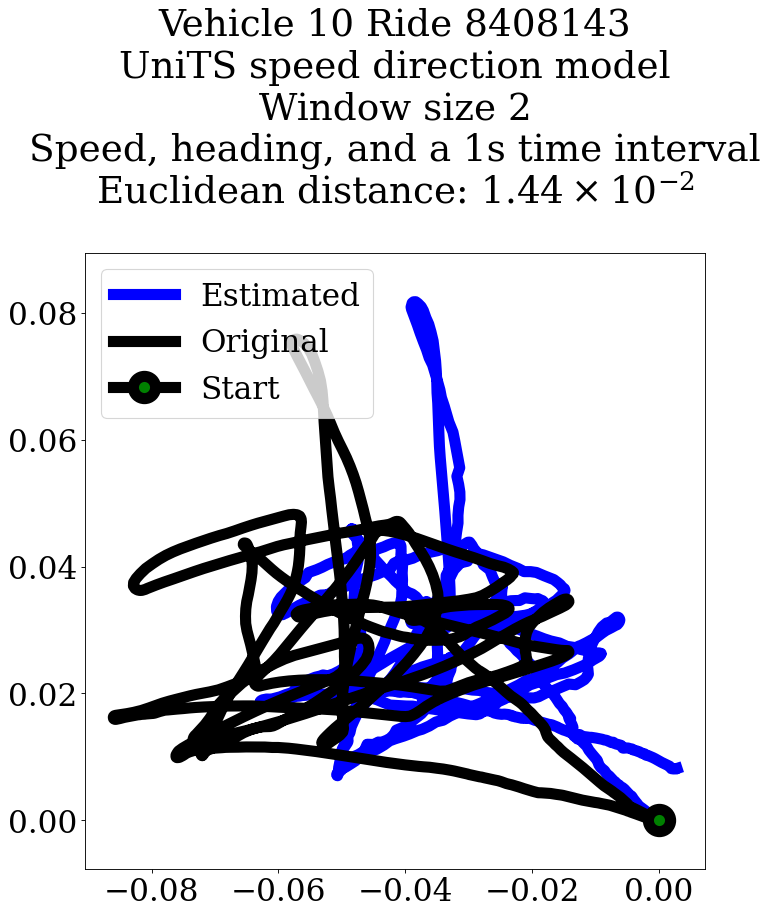 Vehicle 10 Ride 8408143
UniTS speed direction model
Window size 2
Speed, heading, and a 1s time interval
Euclidean distance: 1.44 × 10⁻²
Estimated
Original
Start
0.08
0.06
0.04
0.02
0.00
−0.08 −0.06 −0.04 −0.02 0.00